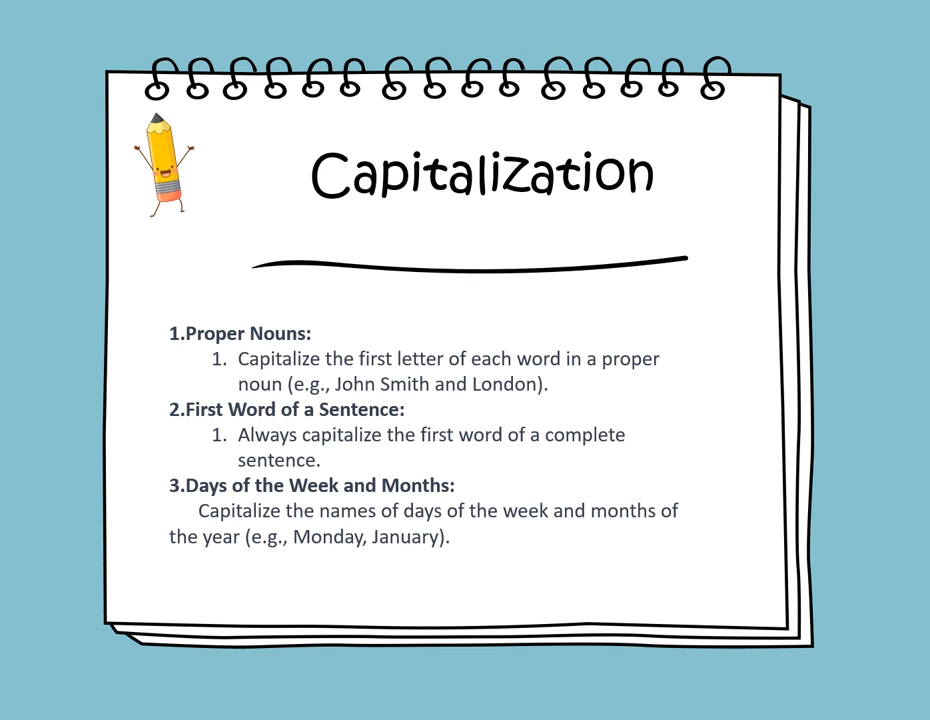 Capitalization
1.Proper Nouns:
1. Capitalize the first letter of each word in a proper
noun (e.g., John Smith and London).
2.First Word of a Sentence:
1. Always capitalize the first word of a complete
sentence.
3.Days of the Week and Months:
Capitalize the names of days of the week and months of
the year (e.g., Monday, January).